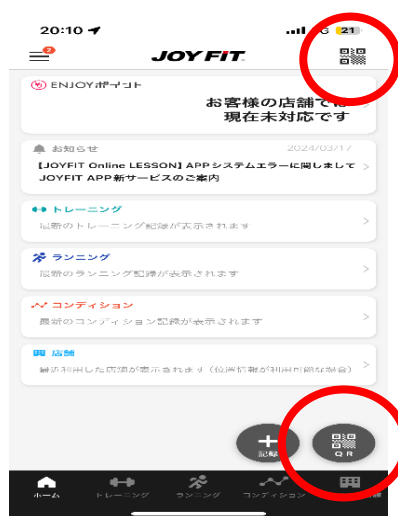 20:10
21
2
JOYFIT
ENJOYポイント
お客様の店舗では
現在未対応です
お知らせ 2024/03/17
【JOYFIT Online LESSON】APPシステムエラーに関しまして
JOYFIT APP新サービスのご案内
トレーニング
最新のトレーニング記録が表示されます
ランニング
最新のランニング記録が表示されます
コンディション
最新のコンディション記録が表示されます
店舗
最近利用した店舗が表示されます(位置情報が利用可能な場合)
記録
QR
ホーム トレーニング ランニング コンディション